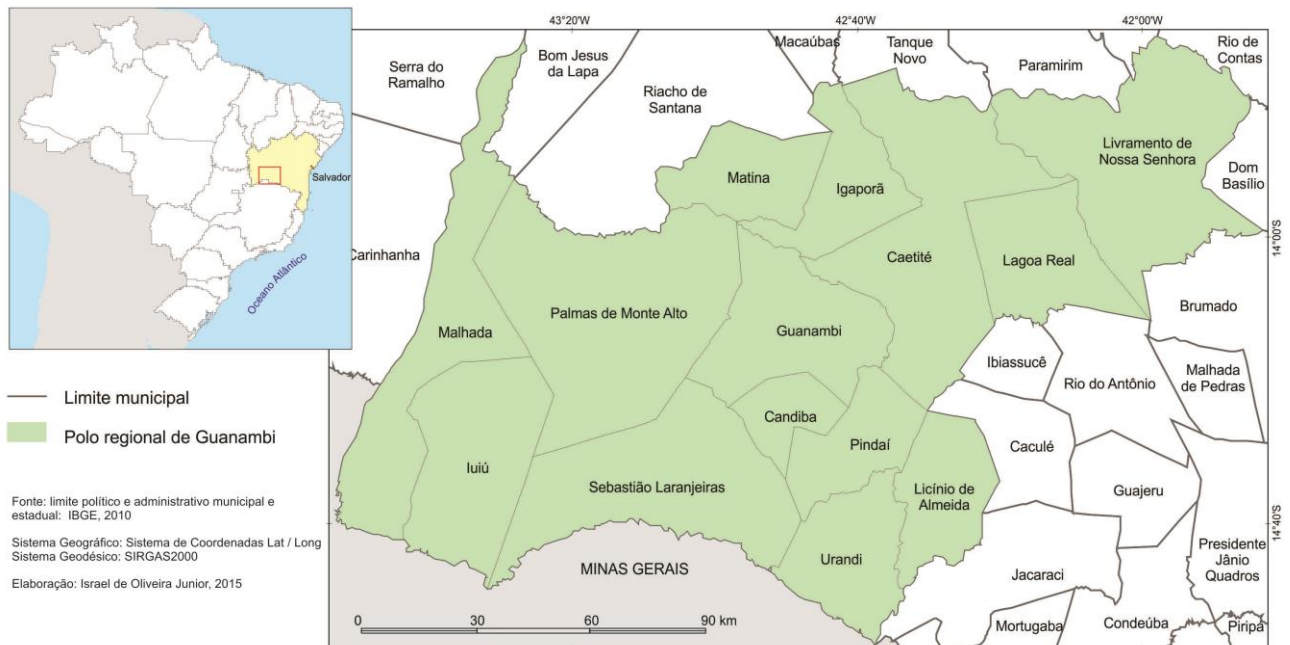 43°20'W
42°40'W
42°00'W
Salvador
Oceano Atlântico
Serra do
Ramalho
Bom Jesus
da Lapa
Riacho de
Santana
Macaúbas
Tanque
Novo
Paramirim
Rio de
Contas
Livramento de
Nossa Senhora
Dom
Basílio
Matina
Igaporã
Carinhanha
Caetité
Lagoa Real
14°00'S
Palmas de Monte Alto
Malhada
Guanambi
Brumado
Ibiassucê
Rio do Antônio
Malhada
de Pedras
Candiba
Pindaí
Caculé
Iuiú
Sebastião Laranjeiras
Licínio de
Almeida
Guajeru
14°40'S
Urandi
MINAS GERAIS
Jacaraci
Presidente
Jânio
Quadros
Mortugaba
Condeúba
Piripá
0 30 60 90 km
Limite municipal
Polo regional de Guanambi
Fonte: limite político e administrativo municipal e
estadual: IBGE, 2010
Sistema Geográfico: Sistema de Coordenadas Lat / Long
Sistema Geodésico: SIRGAS2000
Elaboração: Israel de Oliveira Junior, 2015